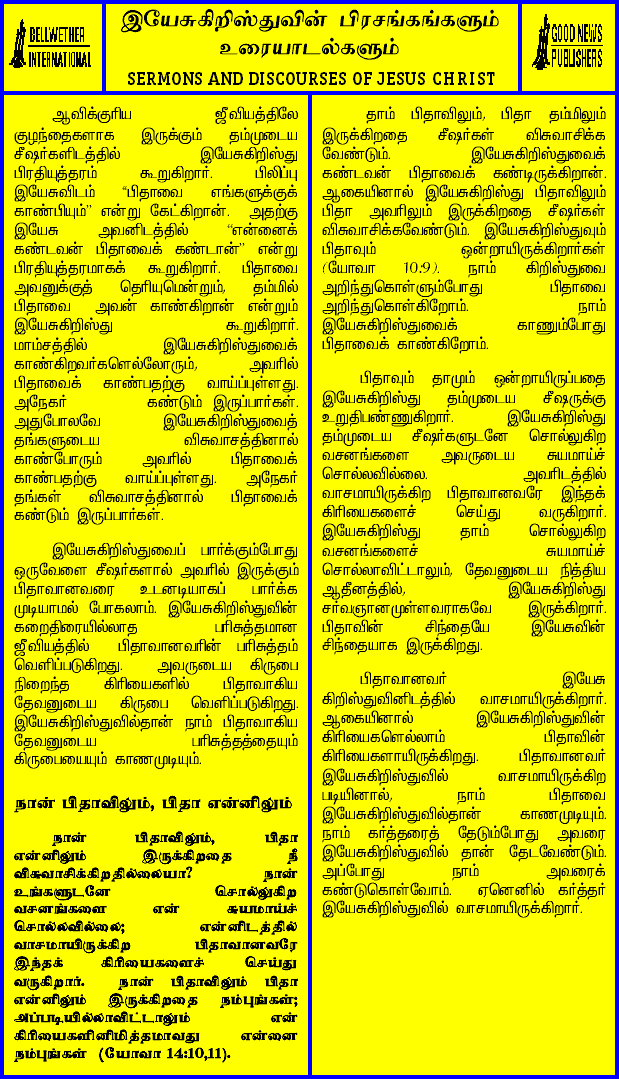 BELLWETHER
INTERNATIONAL
இயேசுகிறிஸ்துவின் பிரசங்கங்களும்
உரையாடல்களும்
SERMONS AND DISCOURSES OF JESUS CHRIST
GOOD NEWS
PUBLISHERS
ஆவிக்குரிய ஜீவியத்திலே
குழந்தைகளாக இருக்கும் தம்முடைய
சீஷர்களிடத்தில் இயேசுகிறிஸ்து
பிரதியுத்தரம் கூறுகிறார். பிலிப்பு
இயேசுவிடம் “பிதாவை எங்களுக்குக்
காண்பியும்” என்று கேட்கிறான். அதற்கு
இயேசு அவனிடத்தில் “என்னைக்
கண்டவன் பிதாவைக் கண்டான்” என்று
பிரதியுத்தரமாகக் கூறுகிறார். பிதாவை
அவனுக்குத் தெரியுமென்றும், தம்மில்
பிதாவை அவன் காண்கிறான் என்றும்
இயேசுகிறிஸ்து கூறுகிறார்.
மாம்சத்தில் இயேசுகிறிஸ்துவைக்
காண்கிறவர்களெல்லோரும், அவரில்
பிதாவைக் காண்பதற்கு வாய்ப்புள்ளது.
அநேகர் கண்டும் இருப்பார்கள்.
அதுபோலவே இயேசுகிறிஸ்துவைத்
தங்களுடைய விசுவாசத்தினால்
காண்போரும் அவரில் பிதாவைக்
காண்பதற்கு வாய்ப்புள்ளது. அநேகர்
தங்கள் விசுவாசத்தினால் பிதாவைக்
கண்டும் இருப்பார்கள்.
இயேசுகிறிஸ்துவைப் பார்க்கும்போது
ஒருவேளை சீஷர்களால் அவரில் இருக்கும்
பிதாவானவரை உடனடியாகப் பார்க்க
முடியாமல் போகலாம். இயேசுகிறிஸ்துவின்
கறைதிரையில்லாத பரிசுத்தமான
ஜீவியத்தில் பிதாவானவரின் பரிசுத்தம்
வெளிப்படுகிறது. அவருடைய கிருபை
நிறைந்த கிரியைகளில் பிதாவாகிய
தேவனுடைய கிருபை வெளிப்படுகிறது.
இயேசுகிறிஸ்துவில்தான் நாம் பிதாவாகிய
தேவனுடைய பரிசுத்தத்தையும்
கிருபையையும் காணமுடியும்.
நான் பிதாவிலும், பிதா என்னிலும்
நான் பிதாவிலும், பிதா
என்னிலும் இருக்கிறதை நீ
விசுவாசிக்கிறதில்லையா? நான்
உங்களுடனே சொல்லுகிற
வசனங்களை என் சுயமாய்ச்
சொல்லவில்லை; என்னிடத்தில்
வாசமாயிருக்கிற பிதாவானவரே
இந்தக் கிரியைகளைச் செய்து
வருகிறார். நான் பிதாவிலும் பிதா
என்னிலும் இருக்கிறதை நம்புங்கள்;
அப்படியில்லாவிட்டாலும் என்
கிரியைகளினிமித்தமாவது என்னை
நம்புங்கள் (யோவா 14:10,11).
தாம் பிதாவிலும், பிதா தம்மிலும்
இருக்கிறதை சீஷர்கள் விசுவாசிக்க
வேண்டும். இயேசுகிறிஸ்துவைக்
கண்டவன் பிதாவைக் கண்டிருக்கிறான்.
ஆகையினால் இயேசுகிறிஸ்து பிதாவிலும்
பிதா அவரிலும் இருக்கிறதை சீஷர்கள்
விசுவாசிக்கவேண்டும். இயேசுகிறிஸ்துவும்
பிதாவும் ஒன்றாயிருக்கிறார்கள்
(யோவா 10:9). நாம் கிறிஸ்துவை
அறிந்துகொள்ளும்போது பிதாவை
அறிந்துகொள்கிறோம். நாம்
இயேசுகிறிஸ்துவைக் காணும்போது
பிதாவைக் காண்கிறோம்.
பிதாவும் தாமும் ஒன்றாயிருப்பதை
இயேசுகிறிஸ்து தம்முடைய சீஷருக்கு
உறுதிபண்ணுகிறார். இயேசுகிறிஸ்து
தம்முடைய சீஷர்களுடனே சொல்லுகிற
வசனங்களை அவருடைய சுயமாய்ச்
சொல்லவில்லை. அவரிடத்தில்
வாசமாயிருக்கிற பிதாவானவரே இந்தக்
கிரியைகளைச் செய்து வருகிறார்.
இயேசுகிறிஸ்து தாம் சொல்லுகிற
வசனங்களைச் சுயமாய்ச்
சொல்லாவிட்டாலும், தேவனுடைய நித்திய
ஆதீனத்தில், இயேசுகிறிஸ்து
சர்வஞானமுள்ளவராகவே இருக்கிறார்.
பிதாவின் சிந்தையே இயேசுவின்
சிந்தையாக இருக்கிறது.
பிதாவானவர் இயேசு
கிறிஸ்துவினிடத்தில் வாசமாயிருக்கிறார்.
ஆகையினால் இயேசுகிறிஸ்துவின்
கிரியைகளெல்லாம் பிதாவின்
கிரியைகளாயிருக்கிறது. பிதாவானவர்
இயேசுகிறிஸ்துவில் வாசமாயிருக்கிற
படியினால், நாம் பிதாவை
இயேசுகிறிஸ்துவில்தான் காணமுடியும்.
நாம் கர்த்தரைத் தேடும்போது அவரை
இயேசுகிறிஸ்துவில் தான் தேடவேண்டும்.
அப்போது நாம் அவரைக்
கண்டுகொள்வோம். ஏனெனில் கர்த்தர்
இயேசுகிறிஸ்துவில் வாசமாயிருக்கிறார்.